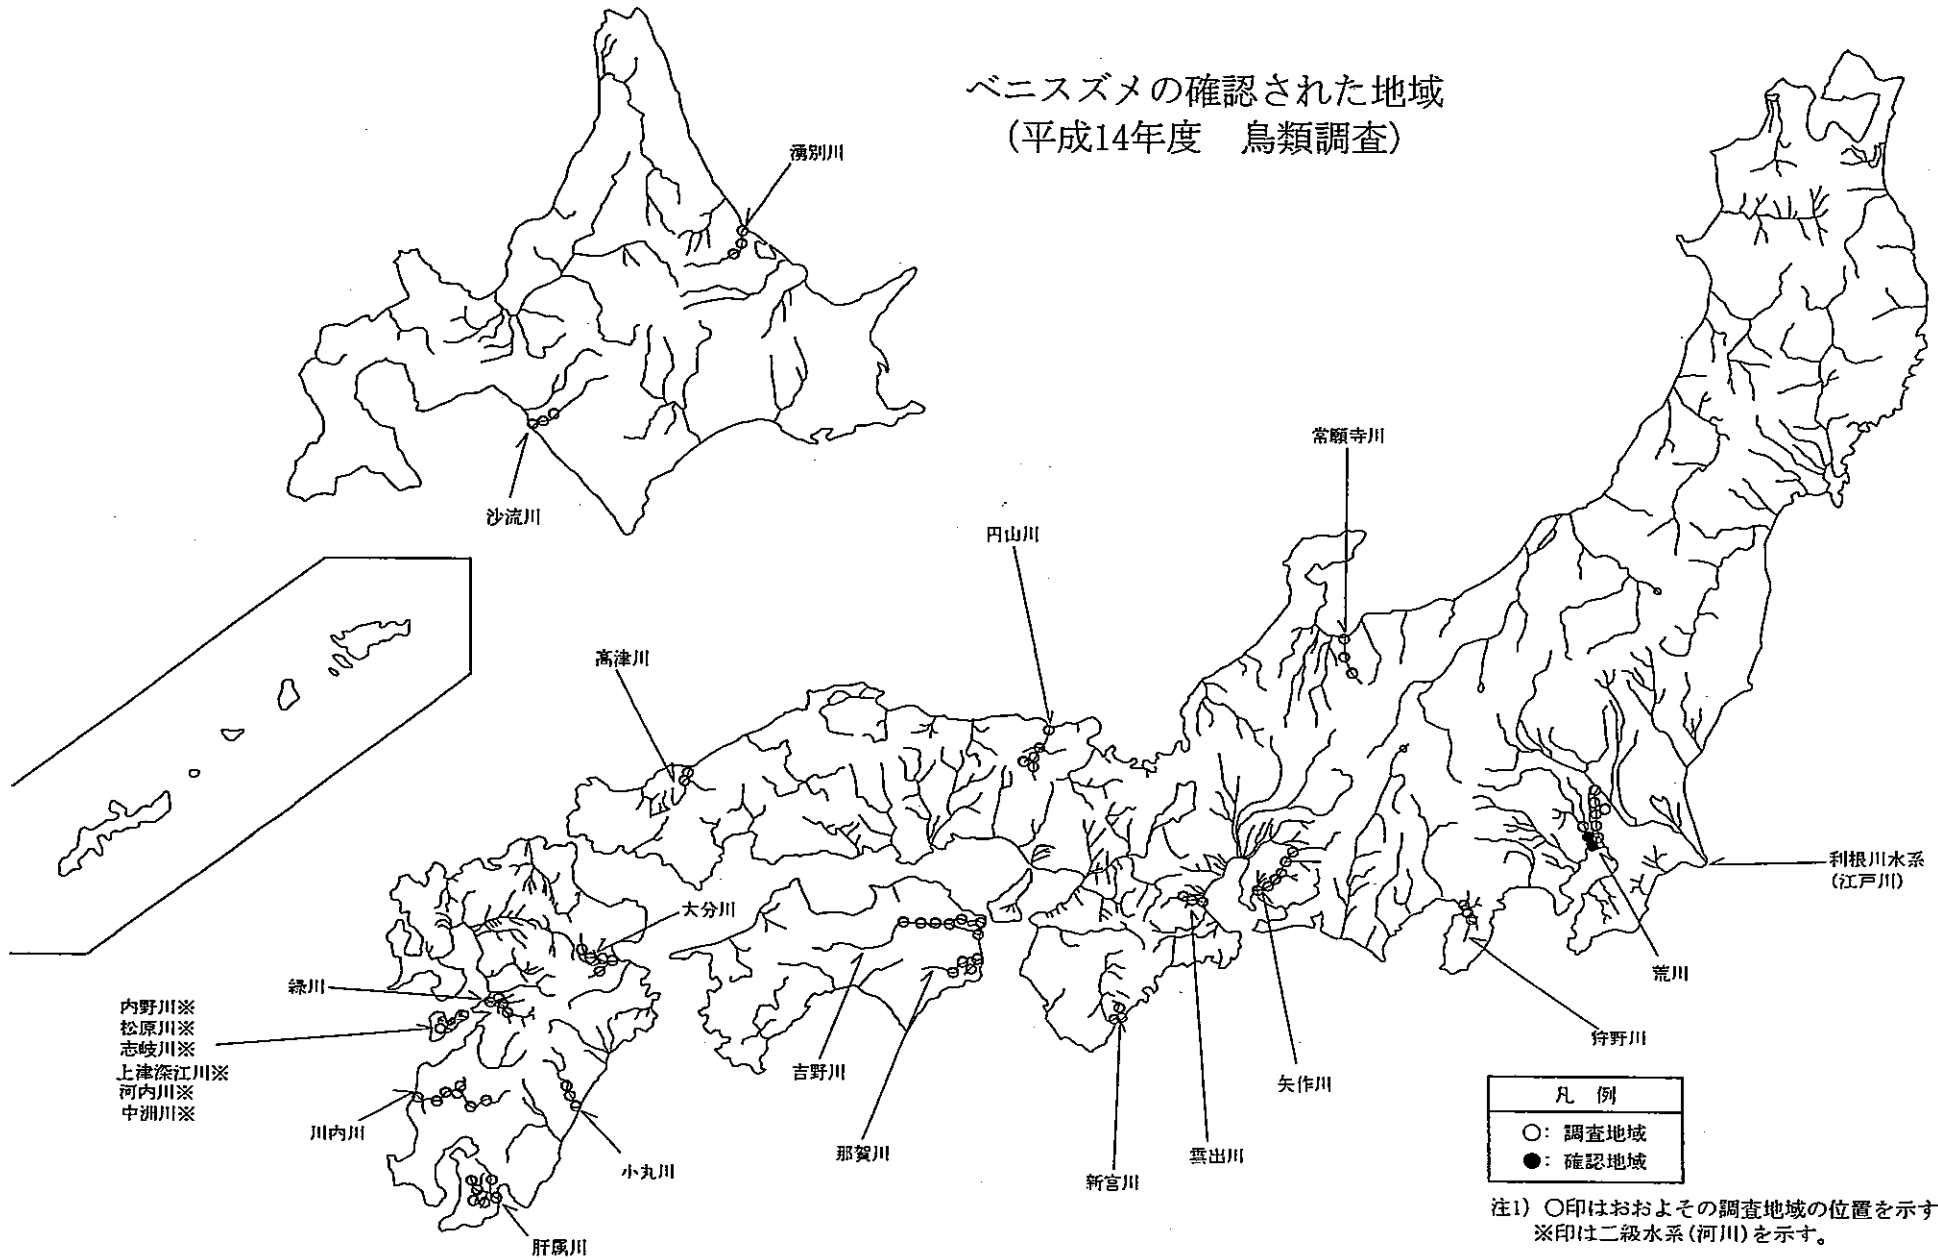 ベニスズメの確認された地域
(平成14年度 鳥類調査)
湧別川
沙流川
常願寺川
円山川
高津川
利根川水系
(江戸川)
大分川
荒川
緑川
内野川※
松原川※
志岐川※
上津深江川※
河内川※
中洲川※
狩野川
吉野川
矢作川
川内川
那賀川
雲出川
小丸川
新宮川
肝属川
凡 例
○: 調査地域
●: 確認地域
注1) ○印はおおよその調査地域の位置を示す
※印は二級水系(河川)を示す。